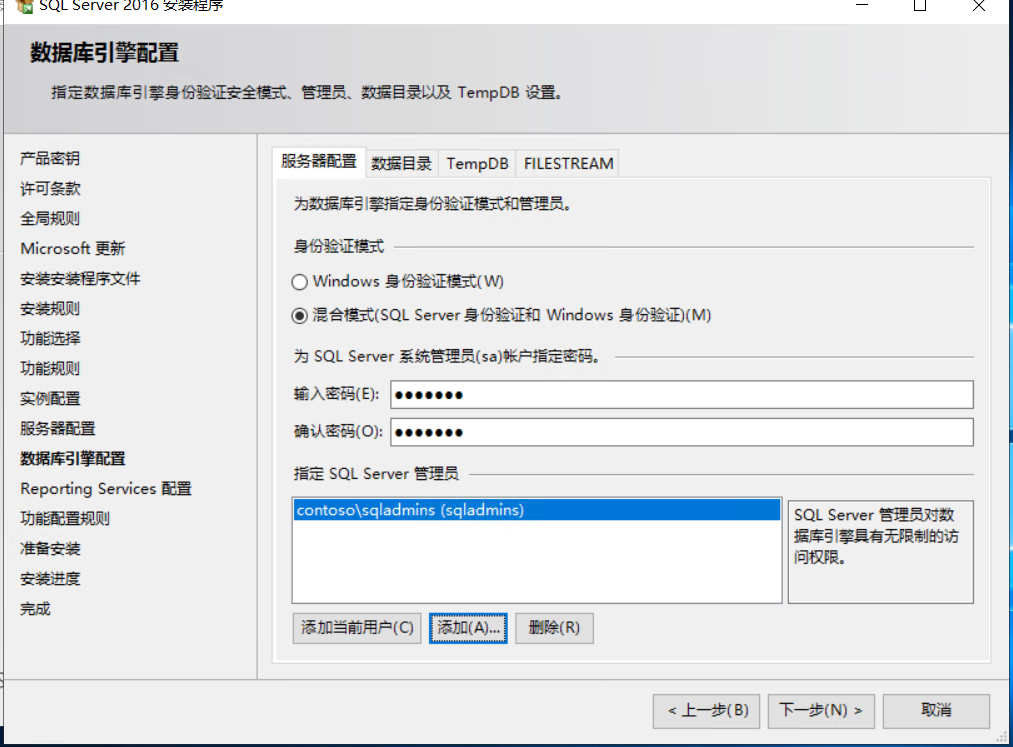 SQL Server 2016 安装程序
数据库引擎配置
指定数据库引擎身份验证安全模式、管理员、数据目录以及 TempDB 设置。
产品密钥
许可条款
全局规则
Microsoft 更新
安装安装程序文件
安装规则
功能选择
功能规则
实例配置
服务器配置
数据库引擎配置
Reporting Services 配置
功能配置规则
准备安装
安装进度
完成
服务器配置 数据目录 TempDB FILESTREAM
为数据库引擎指定身份验证模式和管理员。
身份验证模式
Windows 身份验证模式(W)
混合模式(SQL Server 身份验证和 Windows 身份验证)(M)
为 SQL Server 系统管理员(sa)帐户指定密码。
输入密码(E): ●●●●●●●
确认密码(O): ●●●●●●●
指定 SQL Server 管理员
contoso\sqladmins (sqladmins)
SQL Server 管理员对数
据库引擎具有无限制的访
问权限。
添加当前用户(C) 添加(A)... 删除(R)
< 上一步(B) 下一步(N) > 取消